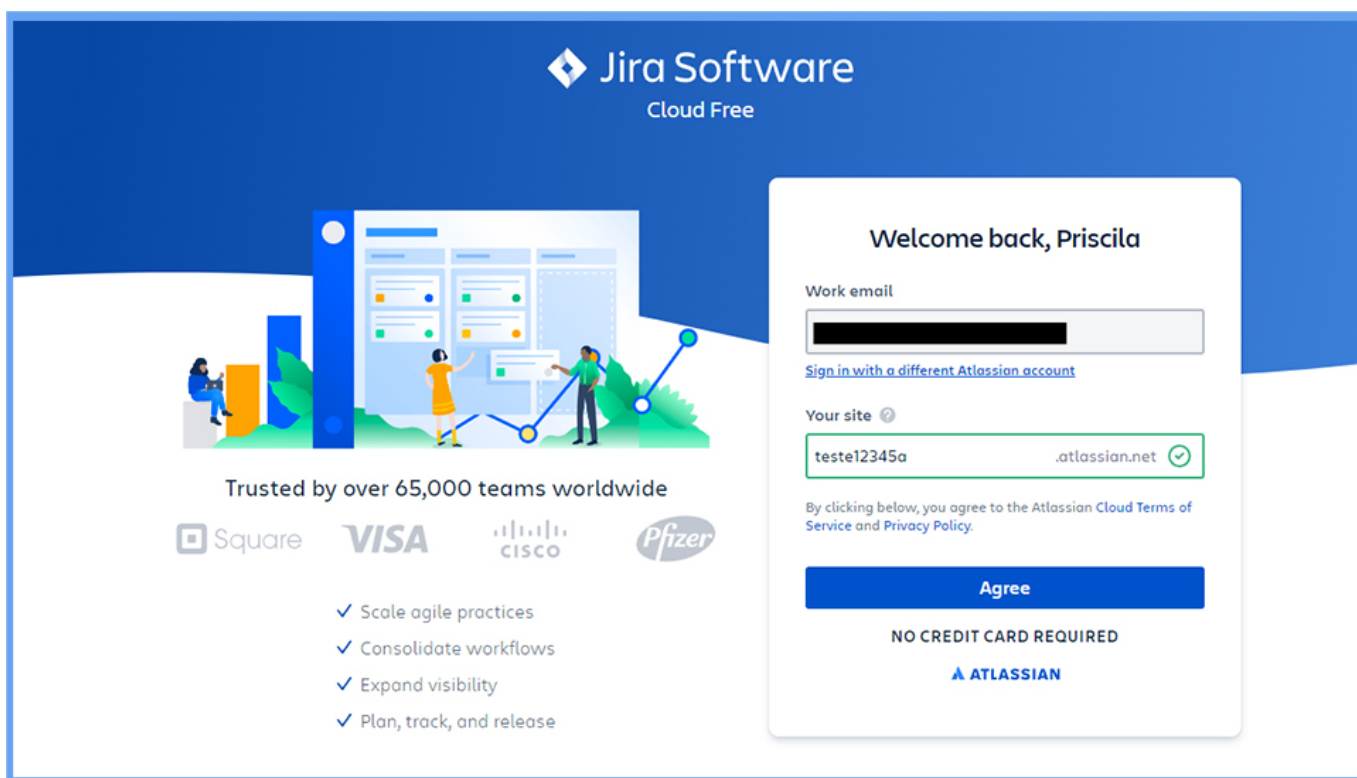 Jira Software
Cloud Free
Trusted by over 65,000 teams worldwide
Square
VISA
CISCO
Pfizer
Scale agile practices
Consolidate workflows
Expand visibility
Plan, track, and release
Welcome back, Priscila
Work email
Sign in with a different Atlassian account
Your site ?
teste12345a .atlassian.net
By clicking below, you agree to the Atlassian Cloud Terms of
Service and Privacy Policy.
Agree
NO CREDIT CARD REQUIRED
ATLASSIAN